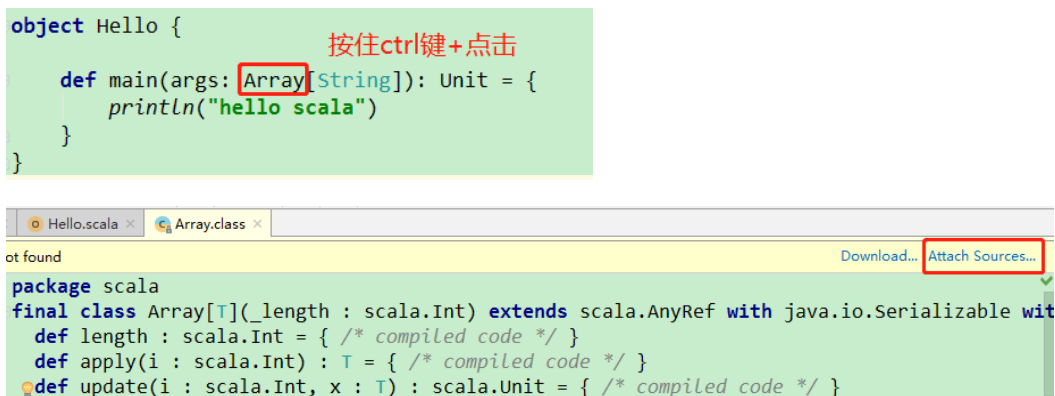 object Hello {
按住ctrl键+点击
def main(args: Array[String]): Unit = {
println("hello scala")
}
}
Hello.scala × Array.class ×
ot found Download... Attach Sources...
package scala
final class Array[T](_length : scala.Int) extends scala.AnyRef with java.io.Serializable wit
def length : scala.Int = { /* compiled code */ }
def apply(i : scala.Int) : T = { /* compiled code */ }
def update(i : scala.Int, x : T) : scala.Unit = { /* compiled code */ }